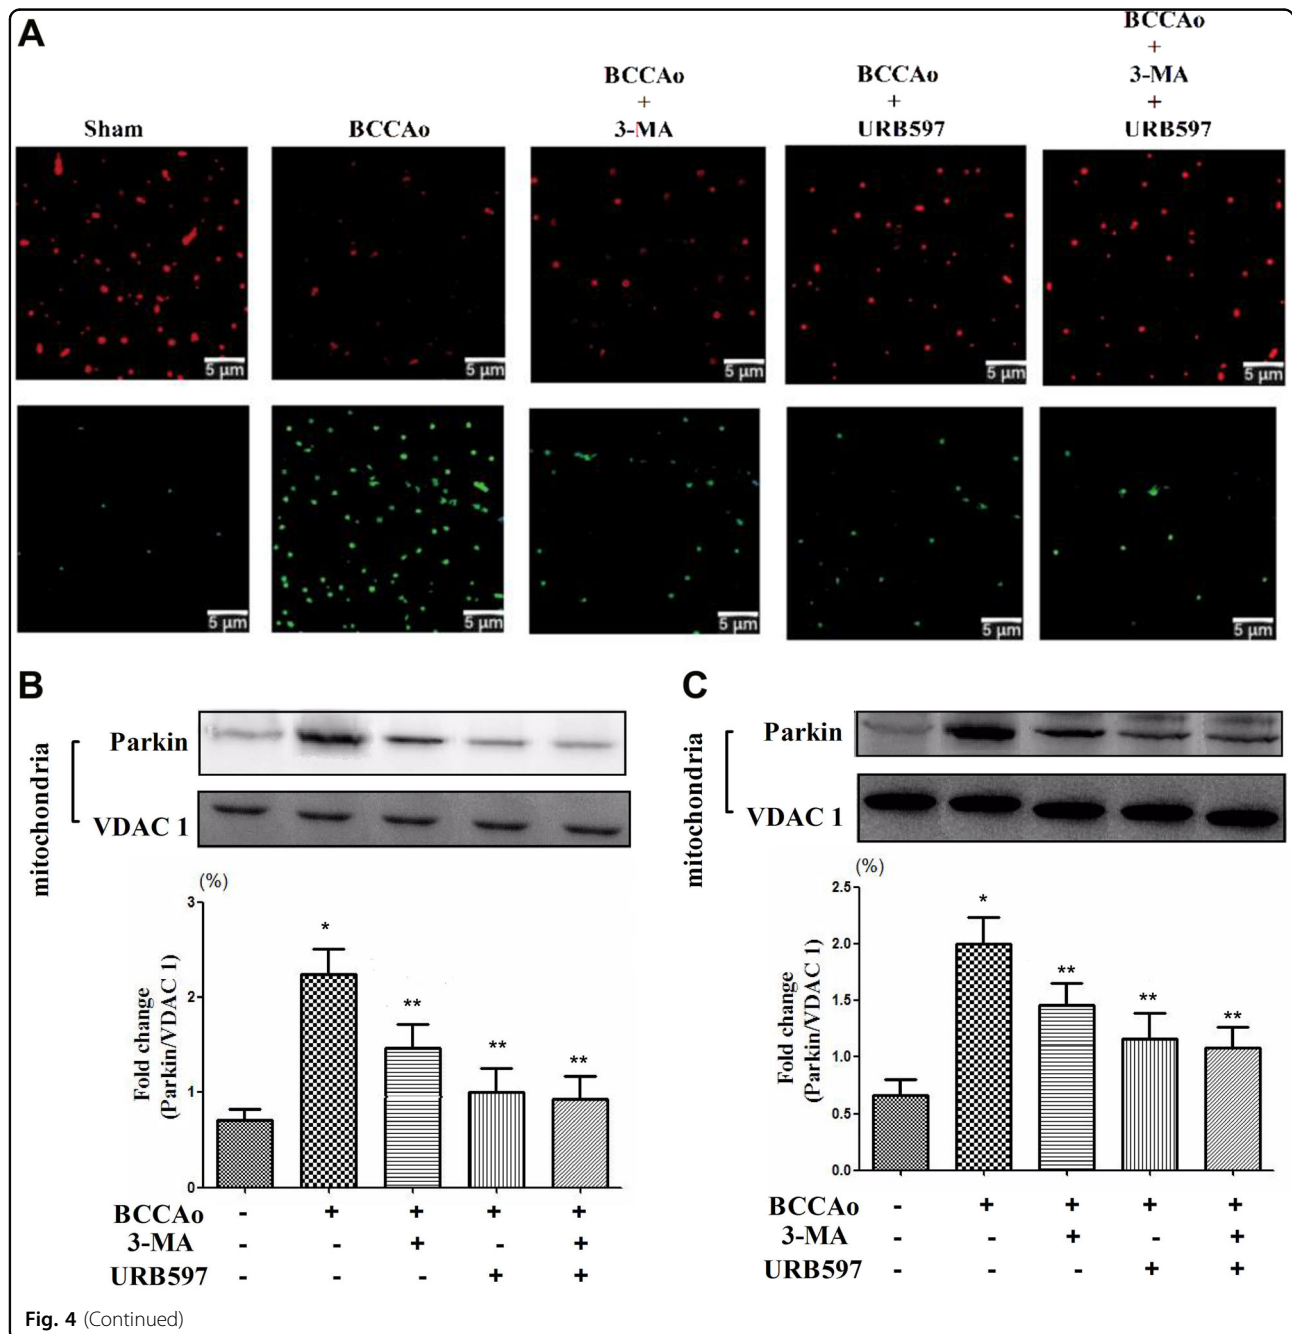 A
Sham
BCCAo
BCCAo
+
3-MA
BCCAo
+
URB597
BCCAo
+
3-MA
+
URB597
5 µm
5 µm
5 µm
5 µm
5 µm
5 µm
5 µm
5 µm
5 µm
5 µm
B
mitochondria
Parkin
VDAC 1
(%)
Fold change
(Parkin/VDAC 1)
3
2
1
0
*
**
**
**
BCCAo - + + + +
3-MA - - + - +
URB597 - - - + +
C
mitochondria
Parkin
VDAC 1
(%)
Fold change
(Parkin/VDAC 1)
2.5
2.0
1.5
1.0
0.5
0.0
*
**
**
**
BCCAo - + + + +
3-MA - - + - +
URB597 - - - + +
Fig. 4 (Continued)